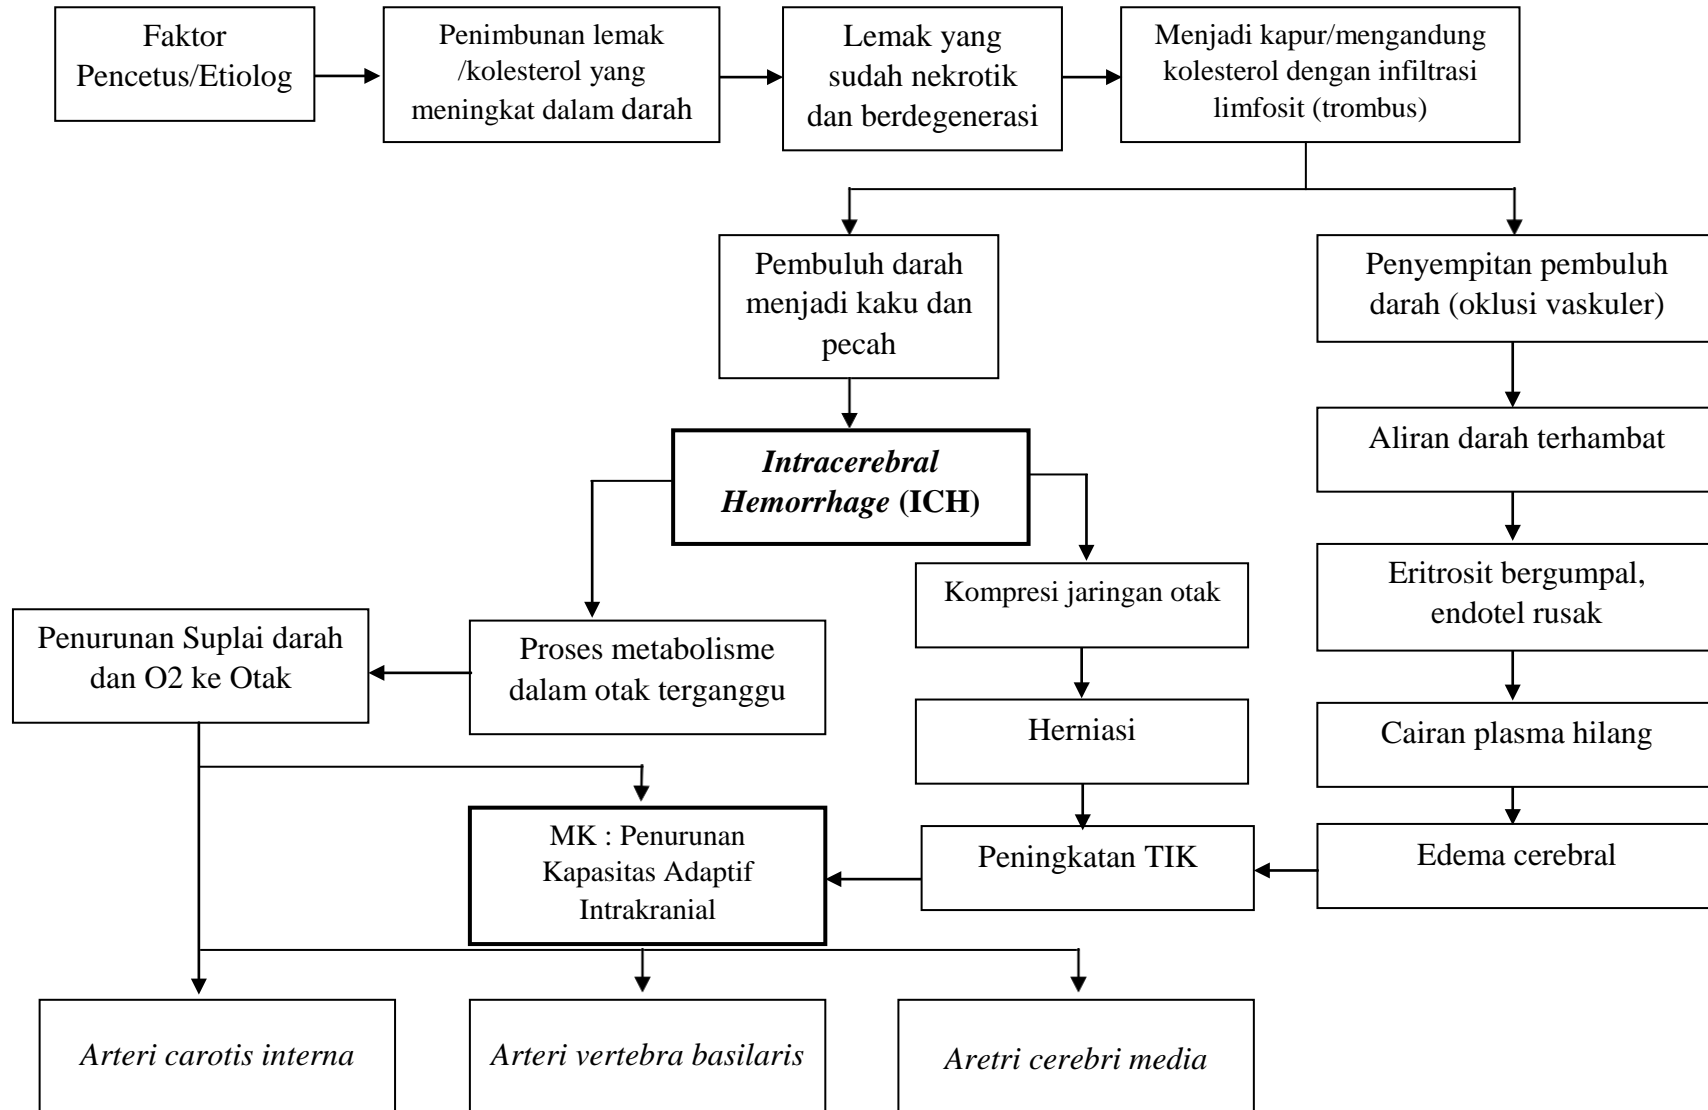 Faktor
Pencetus/Etiolog
Penimbunan lemak
/kolesterol yang
meningkat dalam darah
Lemak yang
sudah nekrotik
dan berdegenerasi
Menjadi kapur/mengandung
kolesterol dengan infiltrasi
limfosit (trombus)
Pembuluh darah
menjadi kaku dan
pecah
Penyempitan pembuluh
darah (oklusi vaskuler)
Aliran darah terhambat
Intracerebral
Hemorrhage (ICH)
Eritrosit bergumpal,
endotel rusak
Kompresi jaringan otak
Penurunan Suplai darah
dan O2 ke Otak
Proses metabolisme
dalam otak terganggu
Herniasi
Cairan plasma hilang
MK : Penurunan
Kapasitas Adaptif
Intrakranial
Peningkatan TIK
Edema cerebral
Arteri carotis interna
Arteri vertebra basilaris
Aretri cerebri media